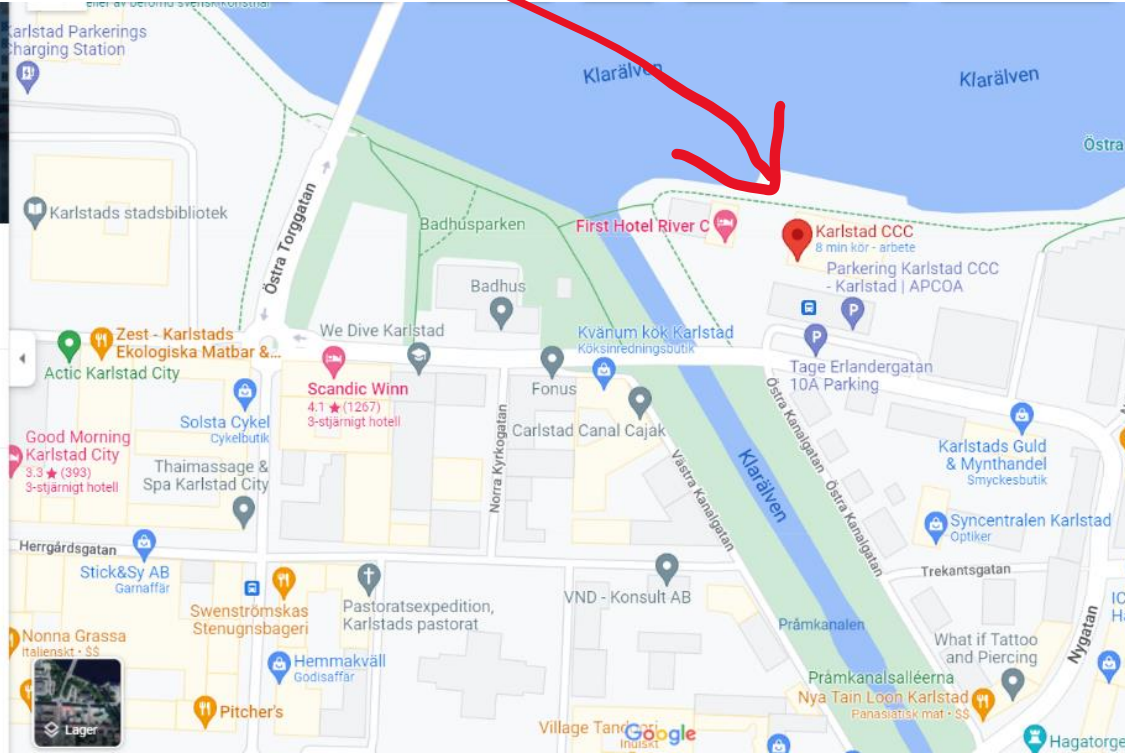 Karlstad Parkerings
Charging Station
Klarälven
Klarälven
Östra
Karlstads stadsbibliotek
Östra Torggatan
Badhusparken
First Hotel River C
Karlstad CCC
8 min kör - arbete
Parkering Karlstad CCC
- Karlstad | APCOA
Badhus
P
P
Zest - Karlstads
Ekologiska Matbar &...
We Dive Karlstad
Kvänum kök Karlstad
Köksinredningsbutik
Tage Erlandergatan
10A Parking
Actic Karlstad City
Scandic Winn
4.1 ★ (1267)
3-stjärnigt hotell
Fonus
Solsta Cykel
Cykelbutik
Carlstad Canal Cajak
Östra Kanalgatan
Östra Kanalgatan
Good Morning
Karlstad City
3.3 ★ (393)
3-stjärnigt hotell
Thaimassage &
Spa Karlstad City
Norra Kyrkogatan
Västra Kanalgatan
Klarälven
Karlstads Guld
& Mynthandel
Smyckesbutik
Syncentralen Karlstad
Optiker
Herrgårdsgatan
Stick&Sy AB
Garnaffär
Trekantsgatan
Swenströmskas
Stenugnsbageri
Pastoratsexpedition,
Karlstads pastorat
VND - Konsult AB
Pråmkanalen
What if Tattoo
and Piercing
Nygatan
Nonna Grassa
Italienskt · $$
Hemmakväll
Godisaffär
Pråmkanalsalléerna
Nya Tain Loon Karlstad
Panasiatisk mat · $$
Lager
Pitcher's
Village Tandoori
Indiskt
Google
Hagatorge